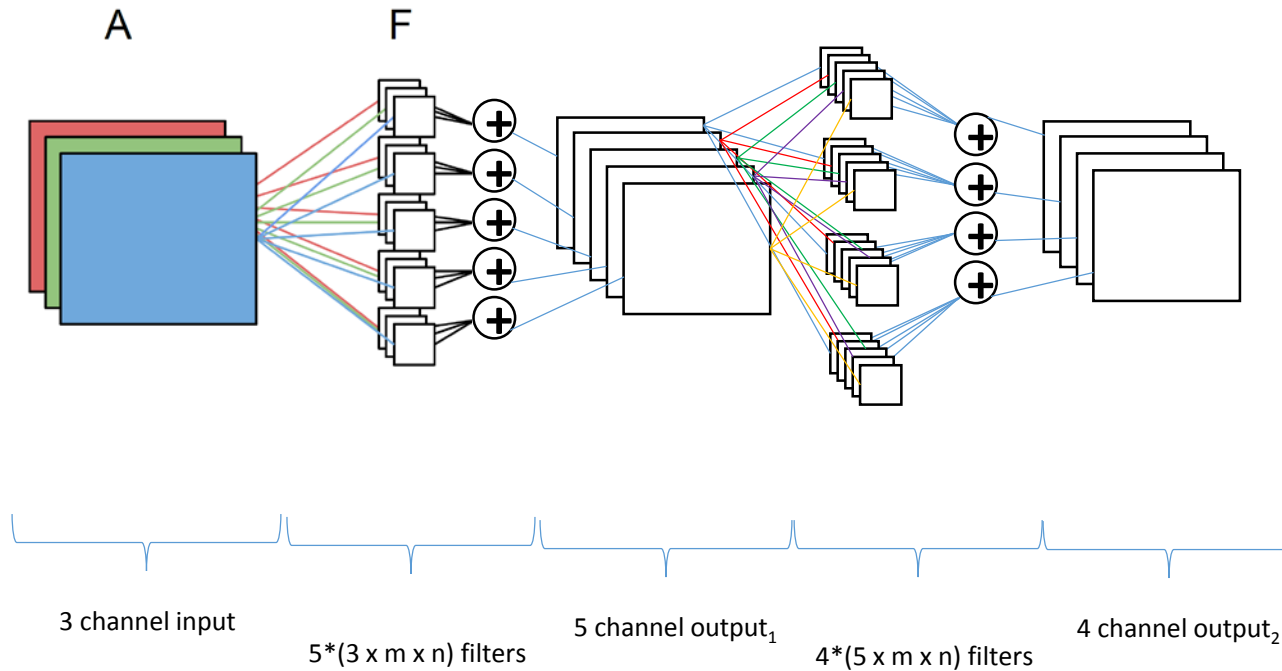 A
F
+
+
+
+
+
+
+
+
+
3 channel input
5*(3 x m x n) filters
5 channel output₁
4*(5 x m x n) filters
4 channel output₂